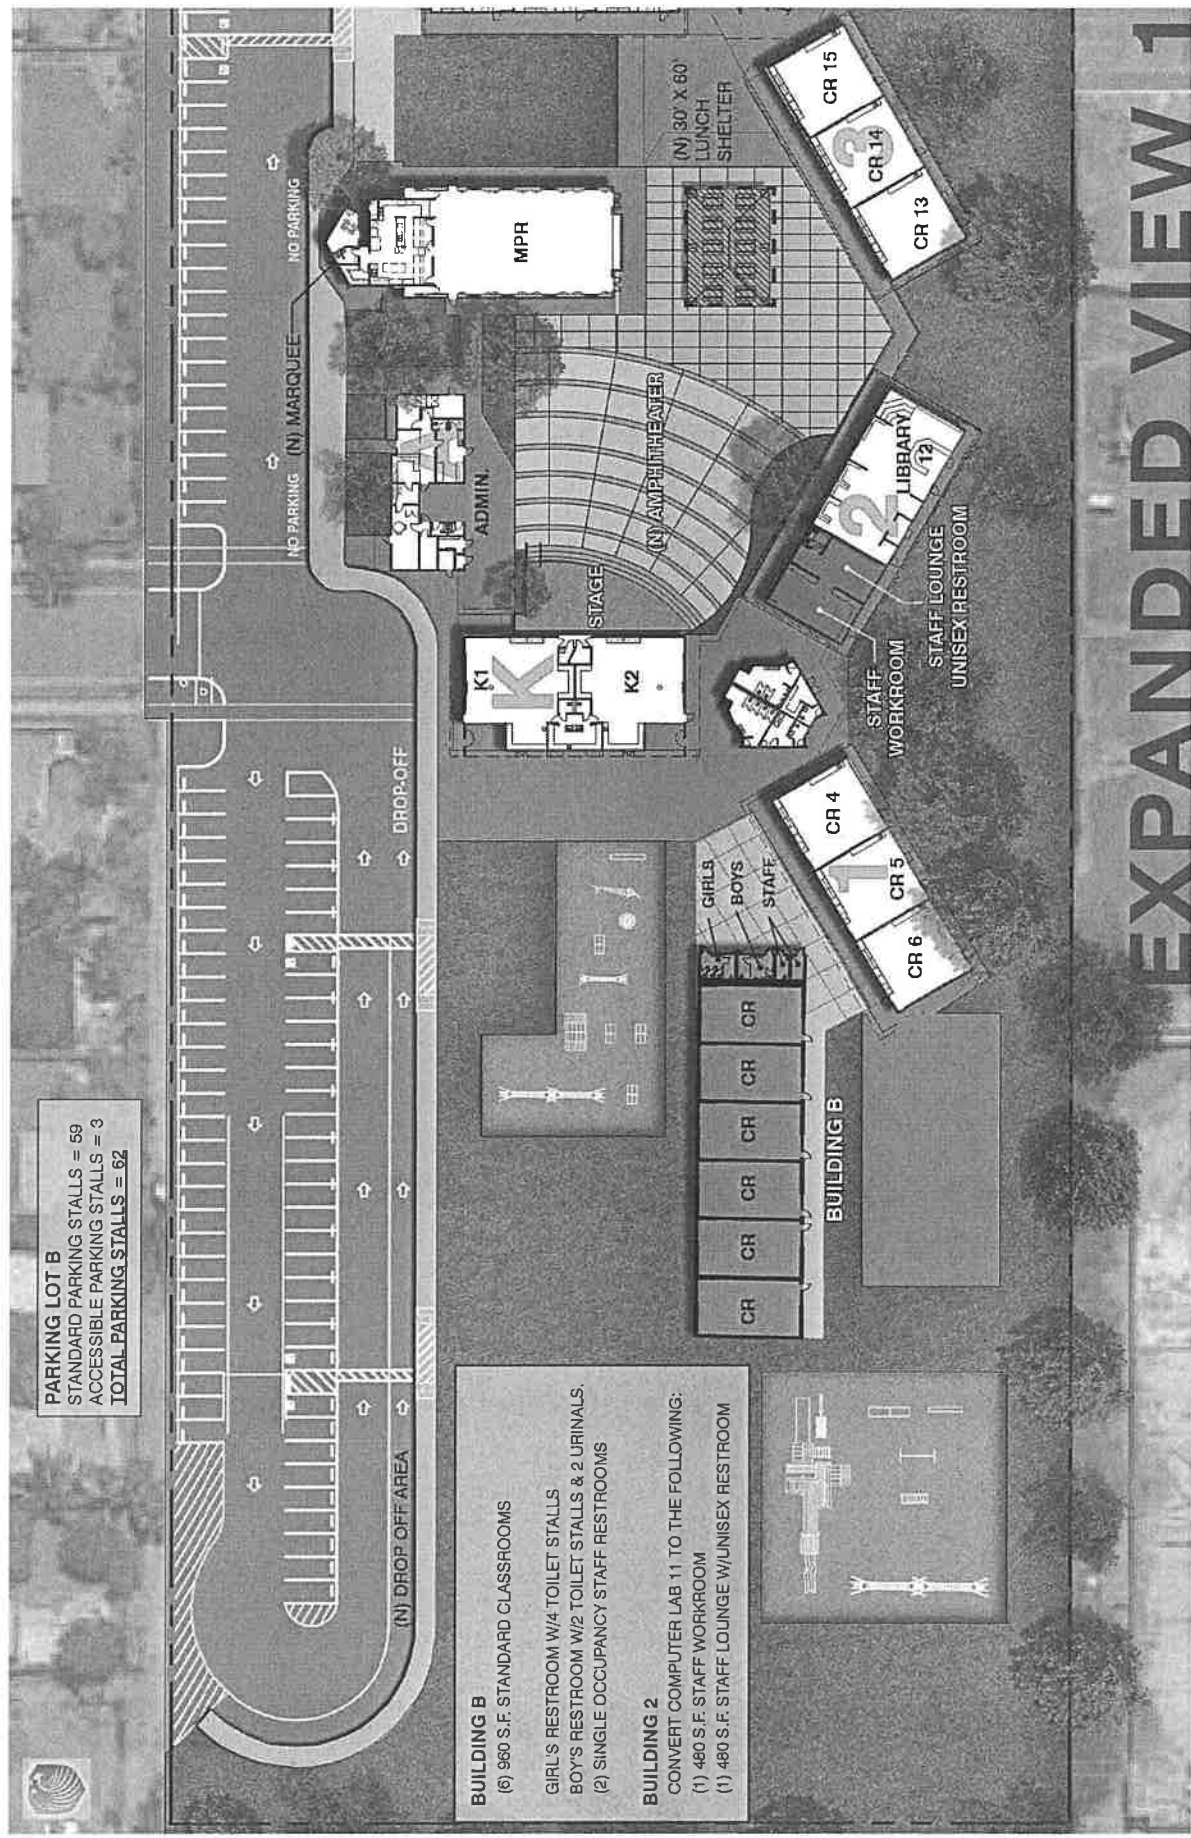 PARKING LOT B
STANDARD PARKING STALLS = 59
ACCESSIBLE PARKING STALLS = 3
TOTAL PARKING STALLS = 62
NO PARKING
(N) MARQUEE
NO PARKING
DROP-OFF
(N) DROP OFF AREA
MPR
(N) 30' X 60'
LUNCH
SHELTER
CR 15
CR 14
3
CR 13
A
ADMIN.
(N) AMPHITHEATER
STAGE
LIBRARY
12
2
STAFF LOUNGE
UNISEX RESTROOM
STAFF
WORKROOM
K1
K
K2
CR 4
1
CR 5
CR 6
GIRLS
BOYS
STAFF
CR
CR
CR
CR
CR
CR
BUILDING B
BUILDING B
(6) 960 S.F. STANDARD CLASSROOMS
GIRL'S RESTROOM W/4 TOILET STALLS
BOY'S RESTROOM W/2 TOILET STALLS & 2 URINALS.
(2) SINGLE OCCUPANCY STAFF RESTROOMS
BUILDING 2
CONVERT COMPUTER LAB 11 TO THE FOLLOWING:
(1) 480 S.F. STAFF WORKROOM
(1) 480 S.F. STAFF LOUNGE W/UNISEX RESTROOM
EXPANDED VIEW 1